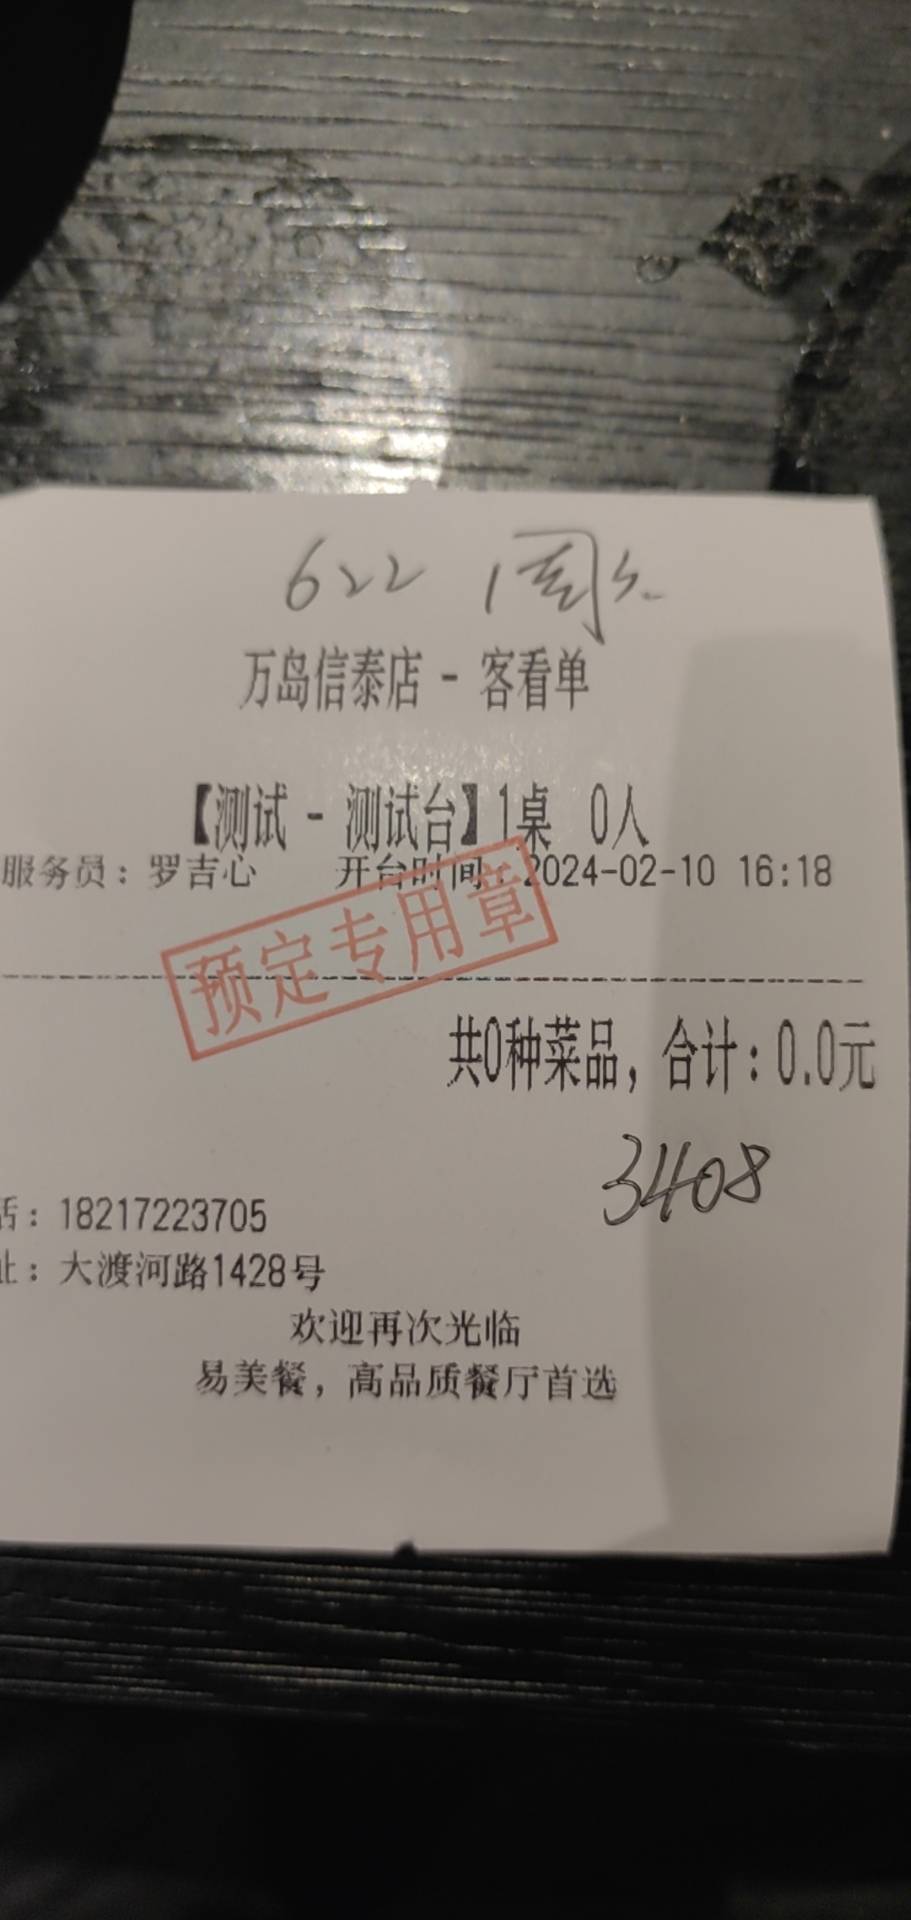 622 周
万岛信泰店 - 客看单
【测试 - 测试台】1桌 0人
服务员：罗吉心 开台时间：2024-02-10 16:18
预定专用章
共0种菜品，合计：0.0元
3408
话：18217223705
址：大渡河路1428号
欢迎再次光临
易美餐，高品质餐厅首选